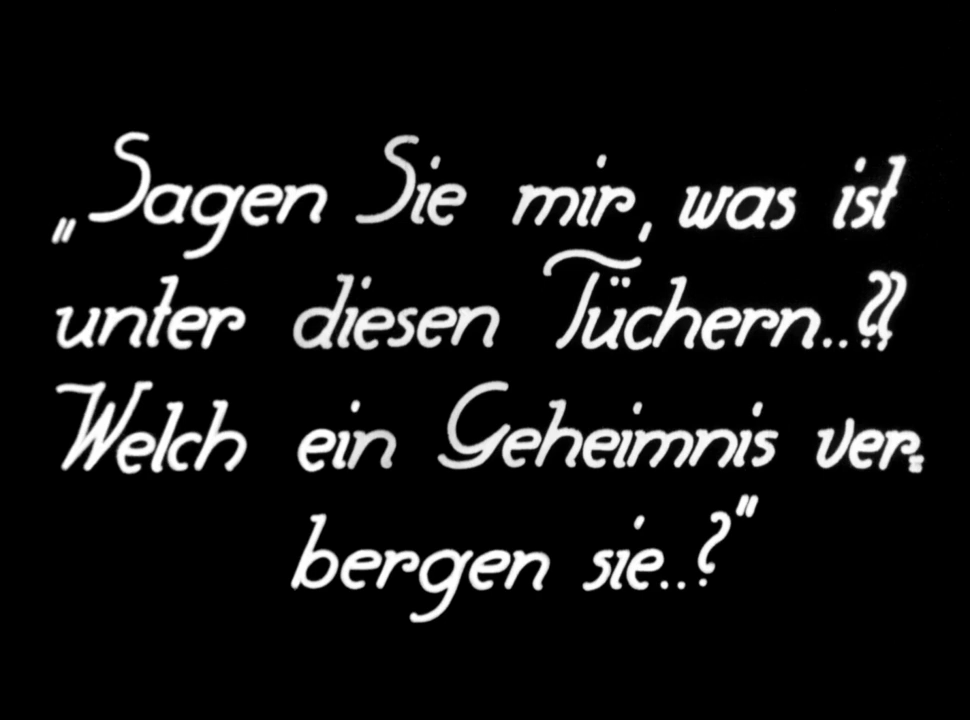 „Sagen Sie mir, was ist
unter diesen Tüchern..??
Welch ein Geheimnis ver=
bergen sie..?"